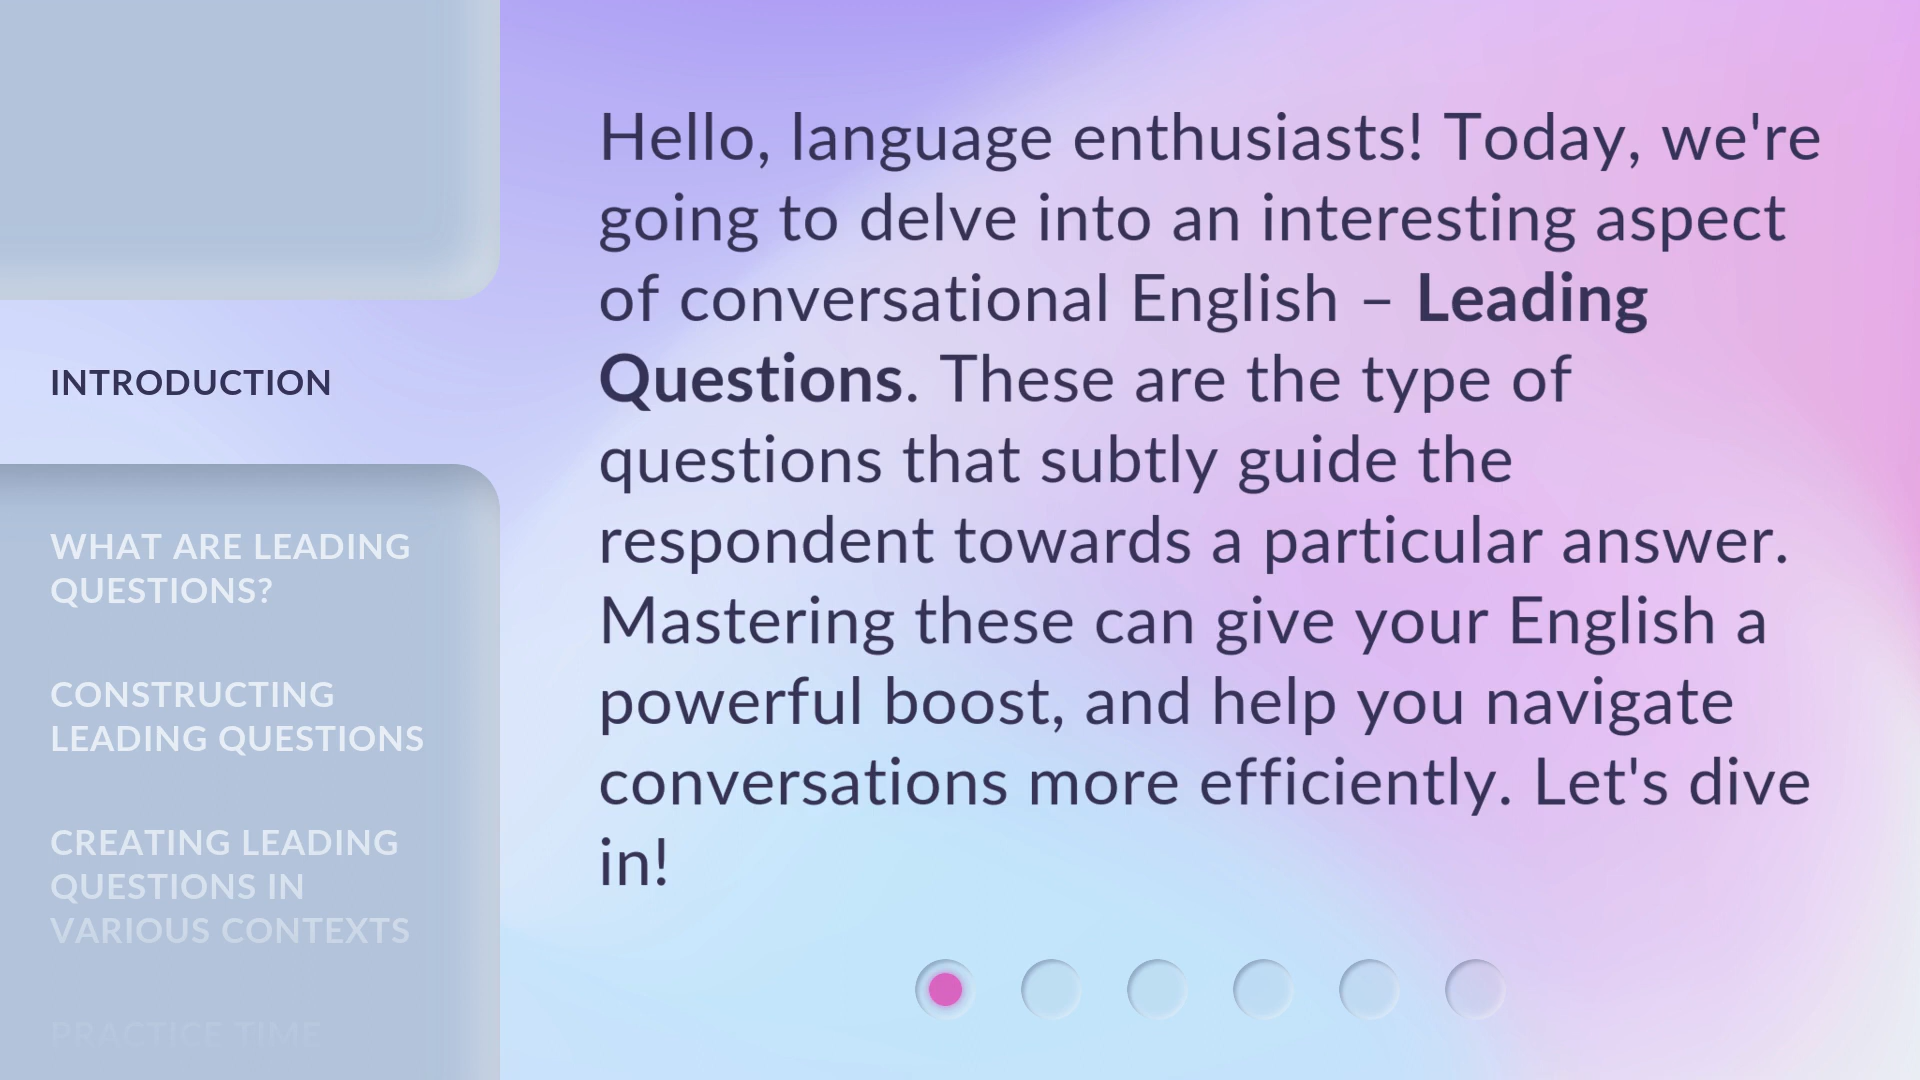 INTRODUCTION
WHAT ARE LEADING
QUESTIONS?
CONSTRUCTING
LEADING QUESTIONS
CREATING LEADING
QUESTIONS IN
VARIOUS CONTEXTS
PRACTICE TIME
Hello, language enthusiasts! Today, we're
going to delve into an interesting aspect
of conversational English – Leading
Questions. These are the type of
questions that subtly guide the
respondent towards a particular answer.
Mastering these can give your English a
powerful boost, and help you navigate
conversations more efficiently. Let's dive
in!